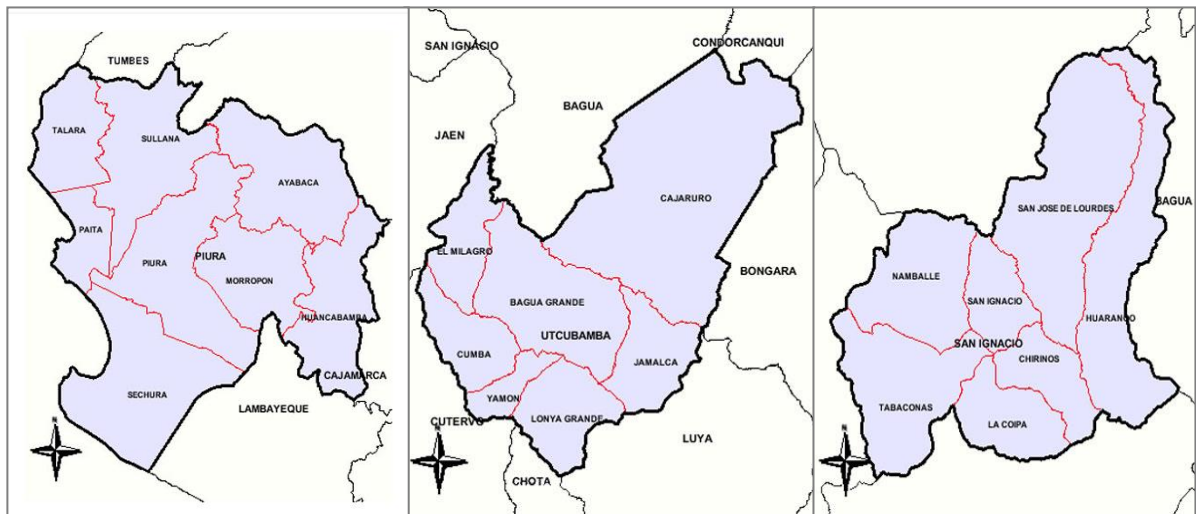 TUMBES
TALARA
SULLANA
AYABACA
PAITA
PIURA
PIURA
MORROPON
HUANCABAMBA
CAJAMARCA
SECHURA
LAMBAYEQUE
N
SAN IGNACIO
CONDORCANQUI
BAGUA
JAEN
CAJARURO
EL MILAGRO
BONGARA
BAGUA GRANDE
UTCUBAMBA
CUMBA
JAMALCA
YAMON
CUTERVO
LONYA GRANDE
LUYA
CHOTA
N
BAGUA
SAN JOSE DE LOURDES
NAMBALLE
SAN IGNACIO
HUARANGO
SAN IGNACIO
CHIRINOS
TABACONAS
LA COIPA
N